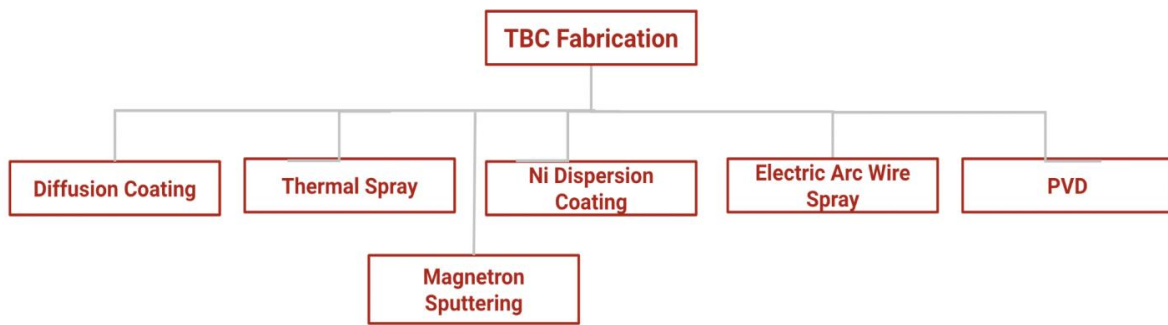 TBC Fabrication
Diffusion Coating
Thermal Spray
Ni Dispersion
Coating
Electric Arc Wire
Spray
PVD
Magnetron
Sputtering